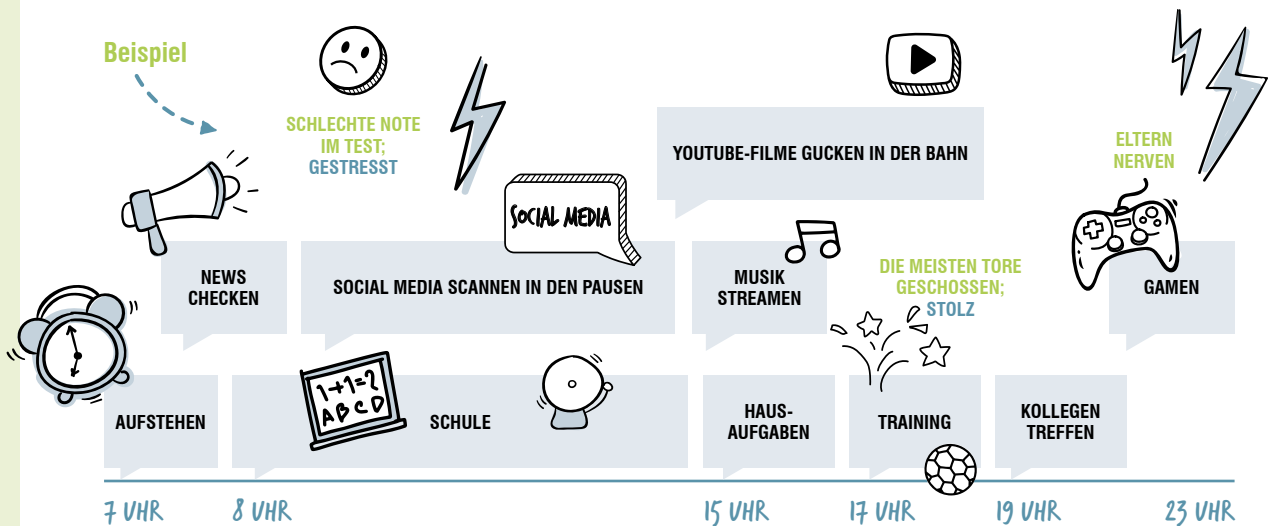 Beispiel
SCHLECHTE NOTE
IM TEST;
GESTRESST
SOCIAL MEDIA
YOUTUBE-FILME GUCKEN IN DER BAHN
ELTERN
NERVEN
NEWS
CHECKEN
SOCIAL MEDIA SCANNEN IN DEN PAUSEN
MUSIK
STREAMEN
DIE MEISTEN TORE
GESCHOSSEN;
STOLZ
GAMEN
AUFSTEHEN
1+1=2
ABCD
SCHULE
HAUS-
AUFGABEN
TRAINING
KOLLEGEN
TREFFEN
7 UHR
8 UHR
15 UHR
17 UHR
19 UHR
23 UHR